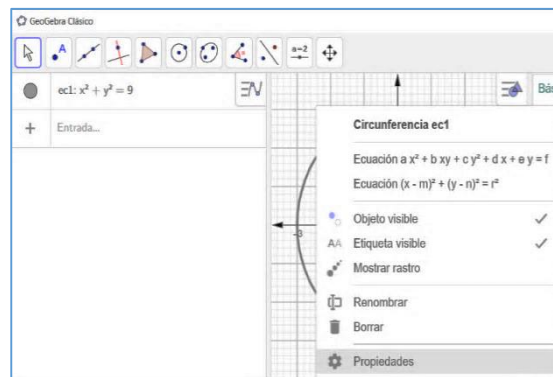 GeoGebra Clásico
A
a=2
ec1: x² + y² = 9
Bás
+ Entrada...
Circunferencia ec1
Ecuación a x² + b xy + c y² + d x + e y = f
Ecuación (x - m)² + (y - n)² = r²
Objeto visible
AA Etiqueta visible
-3
Mostrar rastro
Renombrar
Borrar
Propiedades